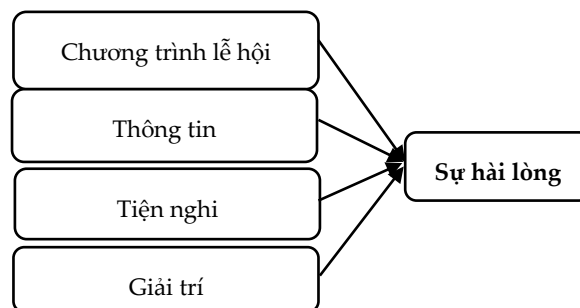 Chương trình lễ hội
Thông tin
Sự hài lòng
Tiện nghi
Giải trí